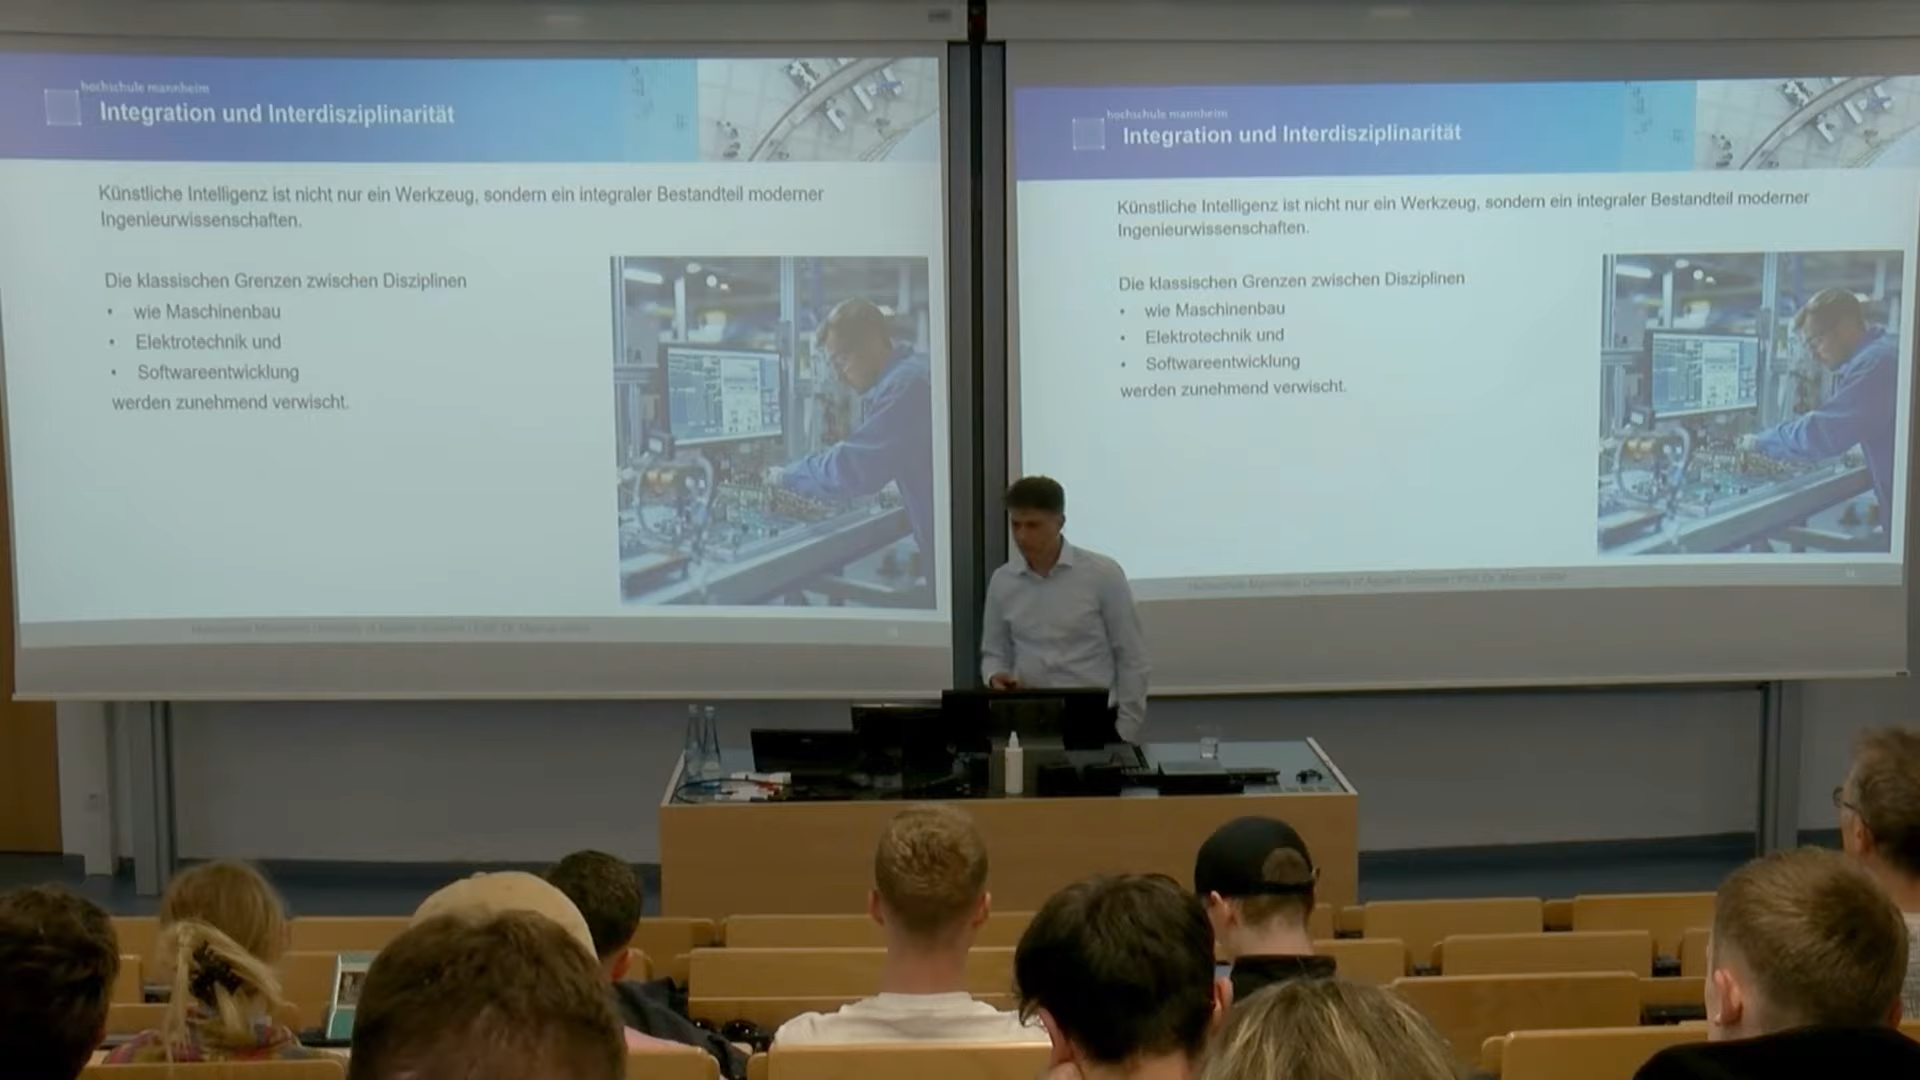 hochschule mannheim
Integration und Interdisziplinarität
Künstliche Intelligenz ist nicht nur ein Werkzeug, sondern ein integraler Bestandteil moderner
Ingenieurwissenschaften.
Die klassischen Grenzen zwischen Disziplinen
• wie Maschinenbau
• Elektrotechnik und
• Softwareentwicklung
werden zunehmend verwischt.
hochschule mannheim
Integration und Interdisziplinarität
Künstliche Intelligenz ist nicht nur ein Werkzeug, sondern ein integraler Bestandteil moderner
Ingenieurwissenschaften.
Die klassischen Grenzen zwischen Disziplinen
• wie Maschinenbau
• Elektrotechnik und
• Softwareentwicklung
werden zunehmend verwischt.